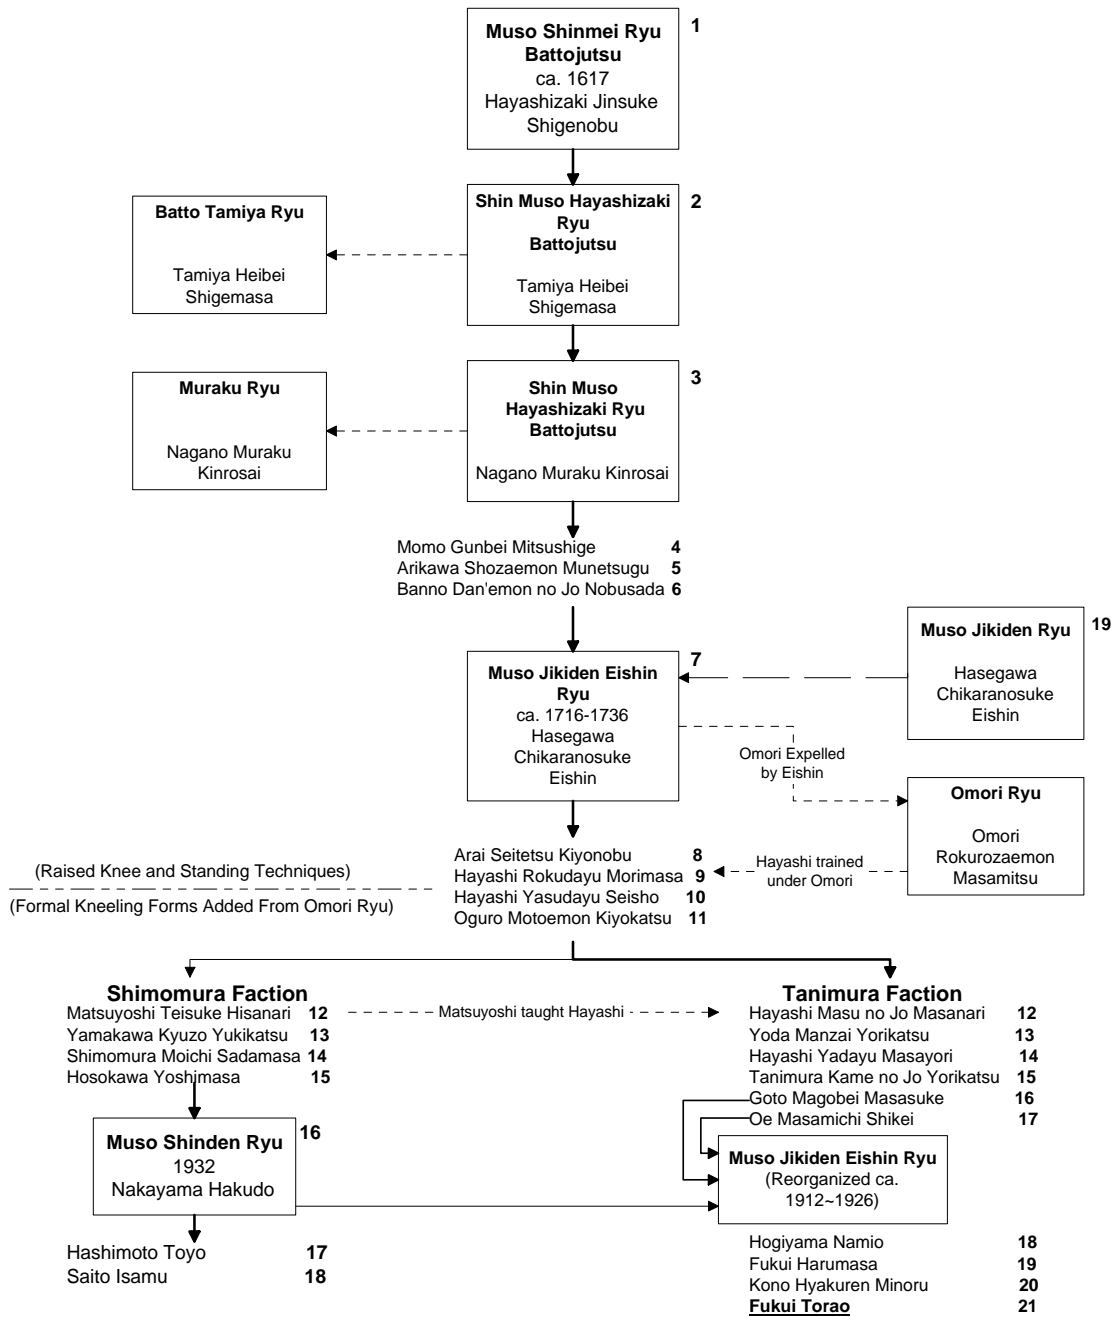 Muso Shinmei Ryu
Battojutsu
ca. 1617
Hayashizaki Jinsuke
Shigenobu
1
Batto Tamiya Ryu
Tamiya Heibei
Shigemasa
Shin Muso Hayashizaki
Ryu
Battojutsu
Tamiya Heibei
Shigemasa
2
Muraku Ryu
Nagano Muraku
Kinrosai
Shin Muso
Hayashizaki Ryu
Battojutsu
Nagano Muraku Kinrosai
3
Momo Gunbei Mitsushige 4
Arikawa Shozaemon Munetsugu 5
Banno Dan'emon no Jo Nobusada 6
Muso Jikiden Eishin
Ryu
ca. 1716-1736
Hasegawa
Chikaranosuke
Eishin
7
Muso Jikiden Ryu
Hasegawa
Chikaranosuke
Eishin
19
Omori Expelled
by Eishin
Omori Ryu
Omori
Rokurozaemon
Masamitsu
Hayashi trained
under Omori
(Raised Knee and Standing Techniques)
(Formal Kneeling Forms Added From Omori Ryu)
Arai Seitetsu Kiyonobu 8
Hayashi Rokudayu Morimasa 9
Hayashi Yasudayu Seisho 10
Oguro Motoemon Kiyokatsu 11
Shimomura Faction
Matsuyoshi Teisuke Hisanari 12
Yamakawa Kyuzo Yukikatsu 13
Shimomura Moichi Sadamasa 14
Hosokawa Yoshimasa 15
Matsuyoshi taught Hayashi
Tanimura Faction
Hayashi Masu no Jo Masanari 12
Yoda Manzai Yorikatsu 13
Hayashi Yadayu Masayori 14
Tanimura Kame no Jo Yorikatsu 15
Goto Magobei Masasuke 16
Oe Masamichi Shikei 17
Muso Shinden Ryu
1932
Nakayama Hakudo
16
Muso Jikiden Eishin Ryu
(Reorganized ca.
1912~1926)
Hashimoto Toyo 17
Saito Isamu 18
Hogiyama Namio 18
Fukui Harumasa 19
Kono Hyakuren Minoru 20
Fukui Torao 21